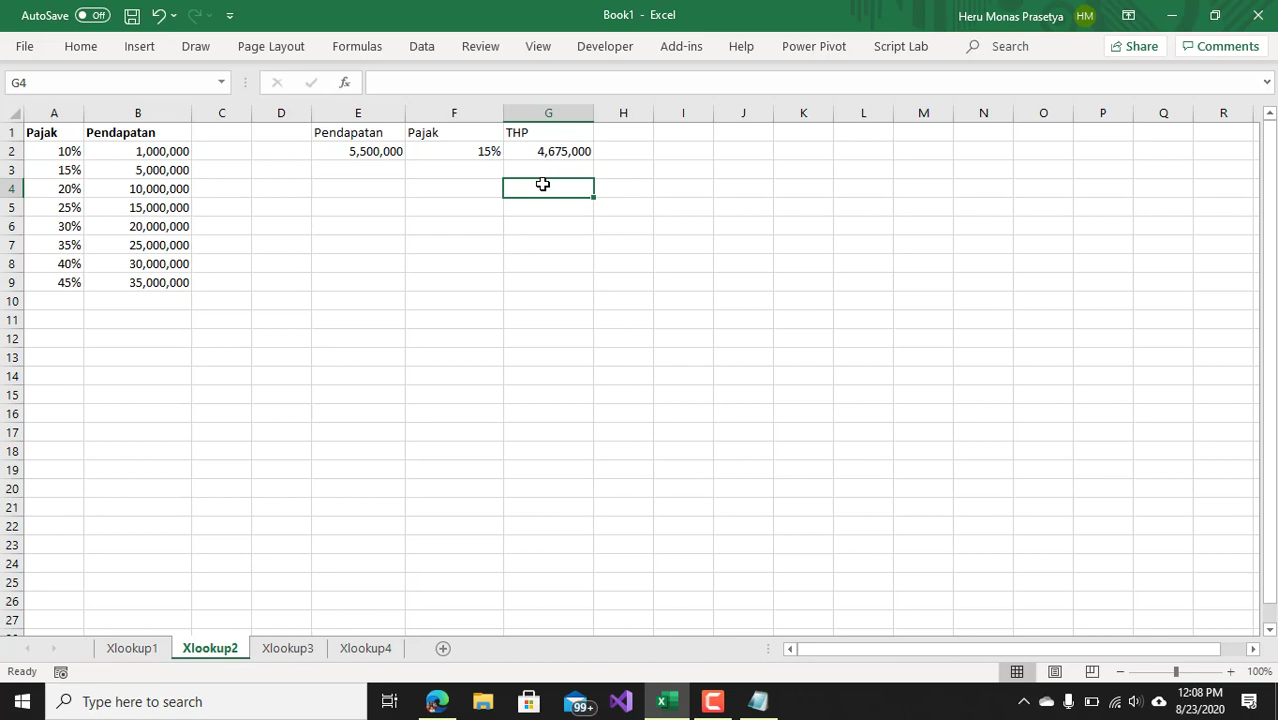 AutoSave Off Book1 - Excel Heru Monas Prasetya HM
File Home Insert Draw Page Layout Formulas Data Review View Developer Add-ins Help Power Pivot Script Lab Search Share Comments
G4 fx
A B C D E F G H I J K L M N O P Q R
1 Pajak Pendapatan Pendapatan Pajak THP
2 10% 1,000,000 5,500,000 15% 4,675,000
3 15% 5,000,000
4 20% 10,000,000
5 25% 15,000,000
6 30% 20,000,000
7 35% 25,000,000
8 40% 30,000,000
9 45% 35,000,000
10
11
12
13
14
15
16
17
18
19
20
21
22
23
24
25
26
27
Xlookup1 Xlookup2 Xlookup3 Xlookup4
Ready 100%
Type here to search 99+ 12:08 PM
8/23/2020